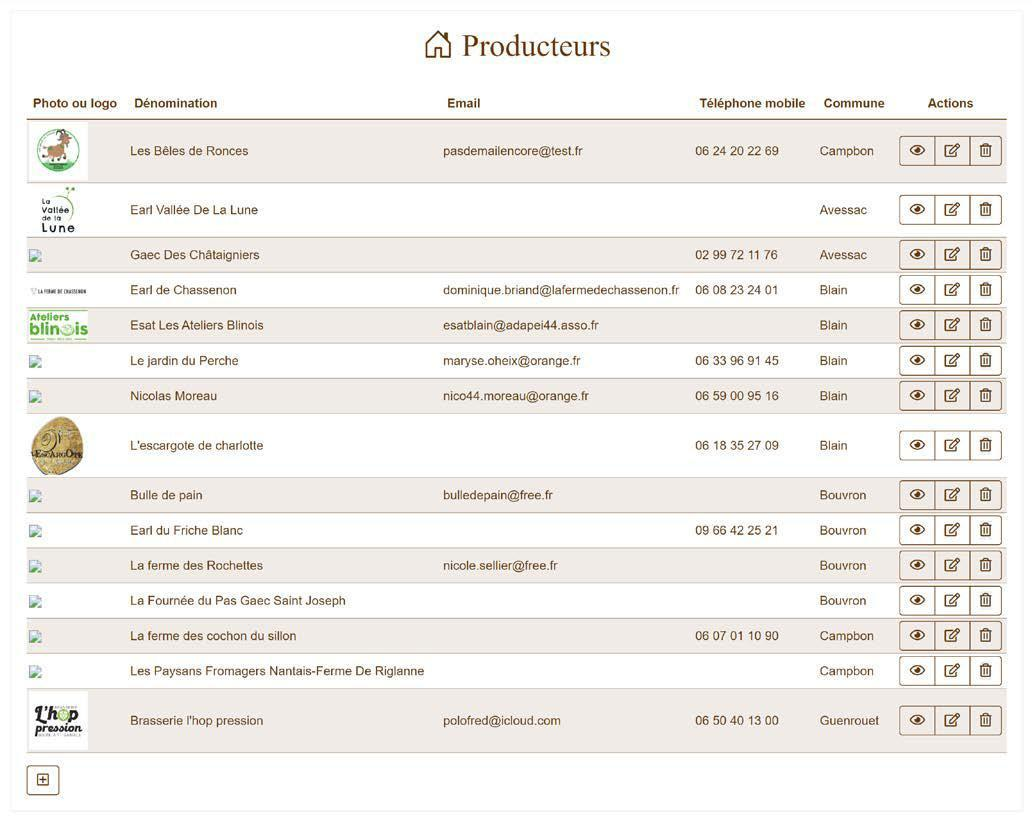 Producteurs
Photo ou logo Dénomination Email Téléphone mobile Commune Actions
Les Bêles de Ronces pasdemailencore@test.fr 06 24 20 22 69 Campbon
La
Vallée
de la
Lune
Earl Vallée De La Lune Avessac
Gaec Des Châtaigniers 02 99 72 11 76 Avessac
LA FERME DE CHASSENON Earl de Chassenon dominique.briand@lafermedechassenon.fr 06 08 23 24 01 Blain
Ateliers
blinois
Esat Les Ateliers Blinois esatblain@adapei44.asso.fr Blain
Le jardin du Perche maryse.oheix@orange.fr 06 33 96 91 45 Blain
Nicolas Moreau nico44.moreau@orange.fr 06 59 00 95 16 Blain
L'EscArgOte L'escargote de charlotte 06 18 35 27 09 Blain
Bulle de pain bulledepain@free.fr Bouvron
Earl du Friche Blanc 09 66 42 25 21 Bouvron
La ferme des Rochettes nicole.sellier@free.fr Bouvron
La Fournée du Pas Gaec Saint Joseph Bouvron
La ferme des cochon du sillon 06 07 01 10 90 Campbon
Les Paysans Fromagers Nantais-Ferme De Riglanne Campbon
L'hop
pression
Brasserie l'hop pression polofred@icloud.com 06 50 40 13 00 Guenrouet